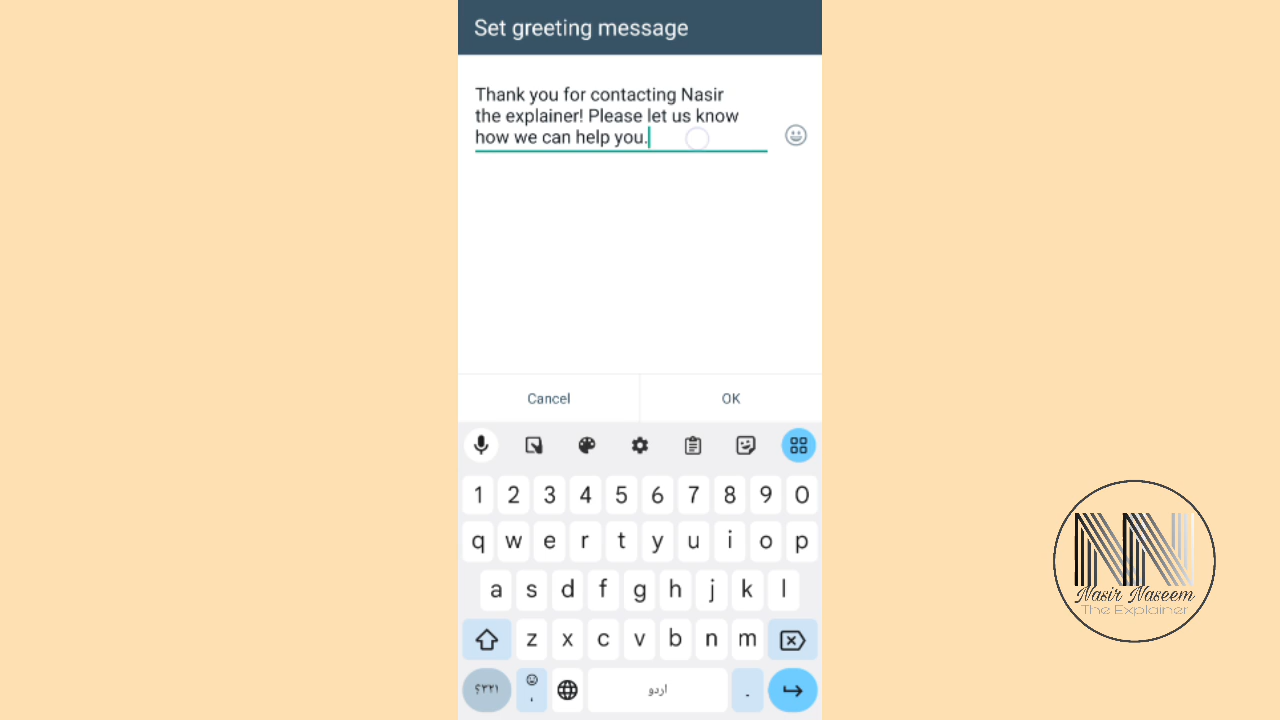 Set greeting message
Thank you for contacting Nasir
the explainer! Please let us know
how we can help you.
Cancel
OK
1 2 3 4 5 6 7 8 9 0
q w e r t y u i o p
a s d f g h j k l
z x c v b n m
؟۳۲۱ , اردو .
NN
Nasir Naseem
The Explainer